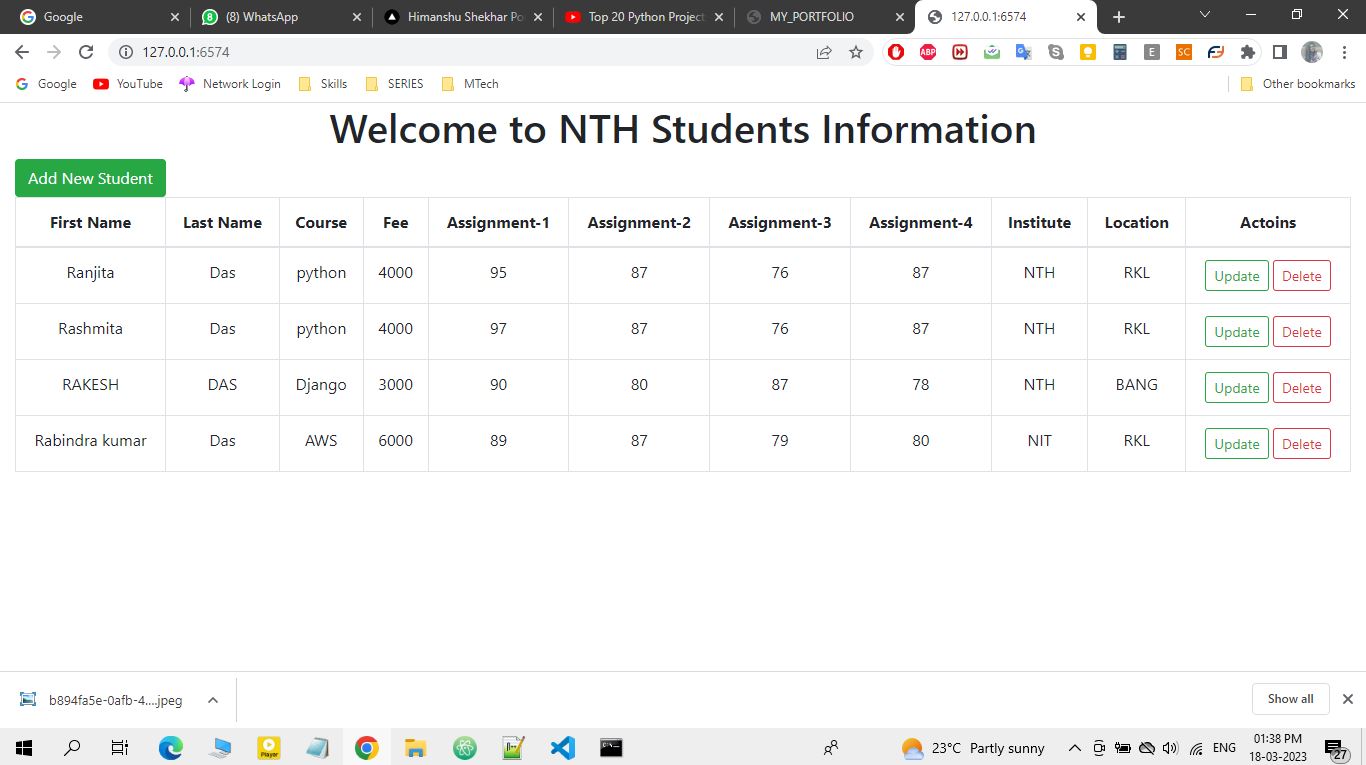 Google (8) WhatsApp Himanshu Shekhar Po Top 20 Python Project MY_PORTFOLIO 127.0.0.1:6574
127.0.0.1:6574
Google YouTube Network Login Skills SERIES MTech Other bookmarks
Welcome to NTH Students Information
Add New Student
First Name Last Name Course Fee Assignment-1 Assignment-2 Assignment-3 Assignment-4 Institute Location Actoins
Ranjita Das python 4000 95 87 76 87 NTH RKL Update Delete
Rashmita Das python 4000 97 87 76 87 NTH RKL Update Delete
RAKESH DAS Django 3000 90 80 87 78 NTH BANG Update Delete
Rabindra kumar Das AWS 6000 89 87 79 80 NIT RKL Update Delete
b894fa5e-0afb-4....jpeg Show all
23°C Partly sunny ENG 01:38 PM
18-03-2023 27